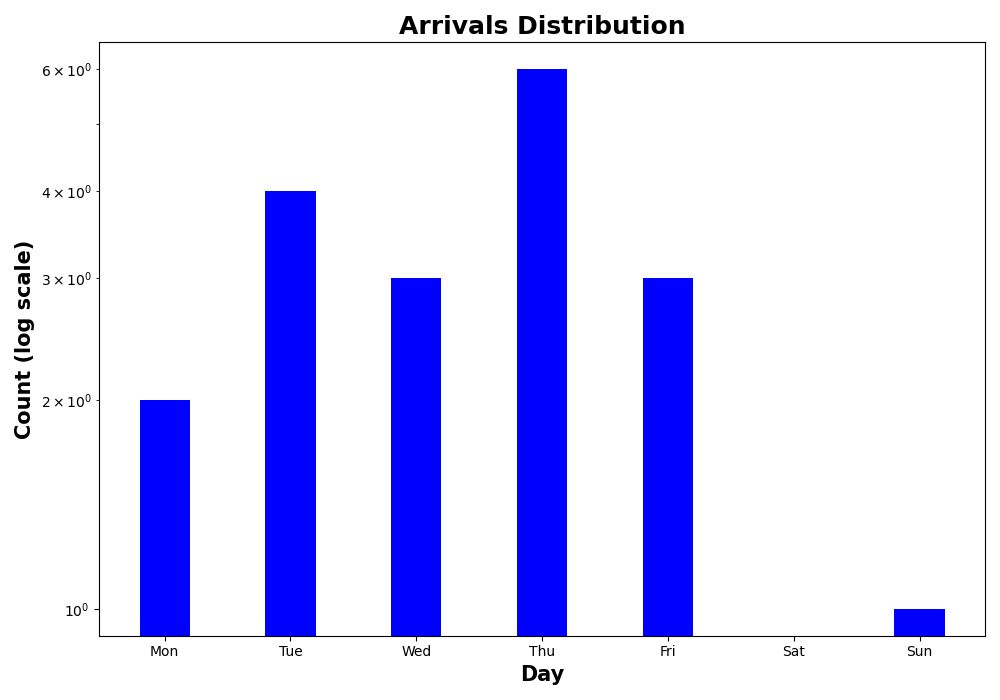 Arrivals Distribution
Count (log scale)
6 × 10⁰
4 × 10⁰
3 × 10⁰
2 × 10⁰
10⁰
Mon Tue Wed Thu Fri Sat Sun
Day